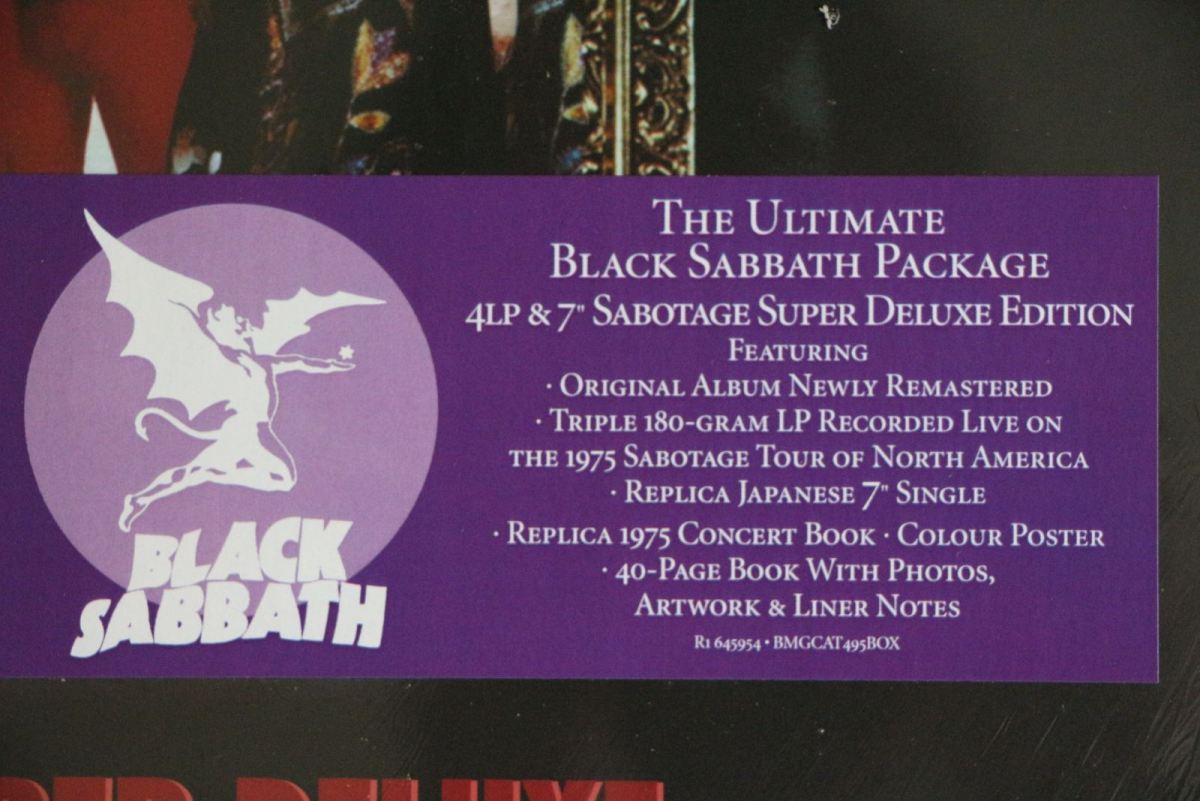 The Ultimate
Black Sabbath Package
4LP & 7" Sabotage Super Deluxe Edition
Featuring
· Original Album Newly Remastered
· Triple 180-gram LP Recorded Live on
the 1975 Sabotage Tour of North America
· Replica Japanese 7" Single
· Replica 1975 Concert Book · Colour Poster
· 40-Page Book With Photos,
Artwork & Liner Notes
R1 645954 • BMGCAT495BOX
BLACK
SABBATH
DELUXE